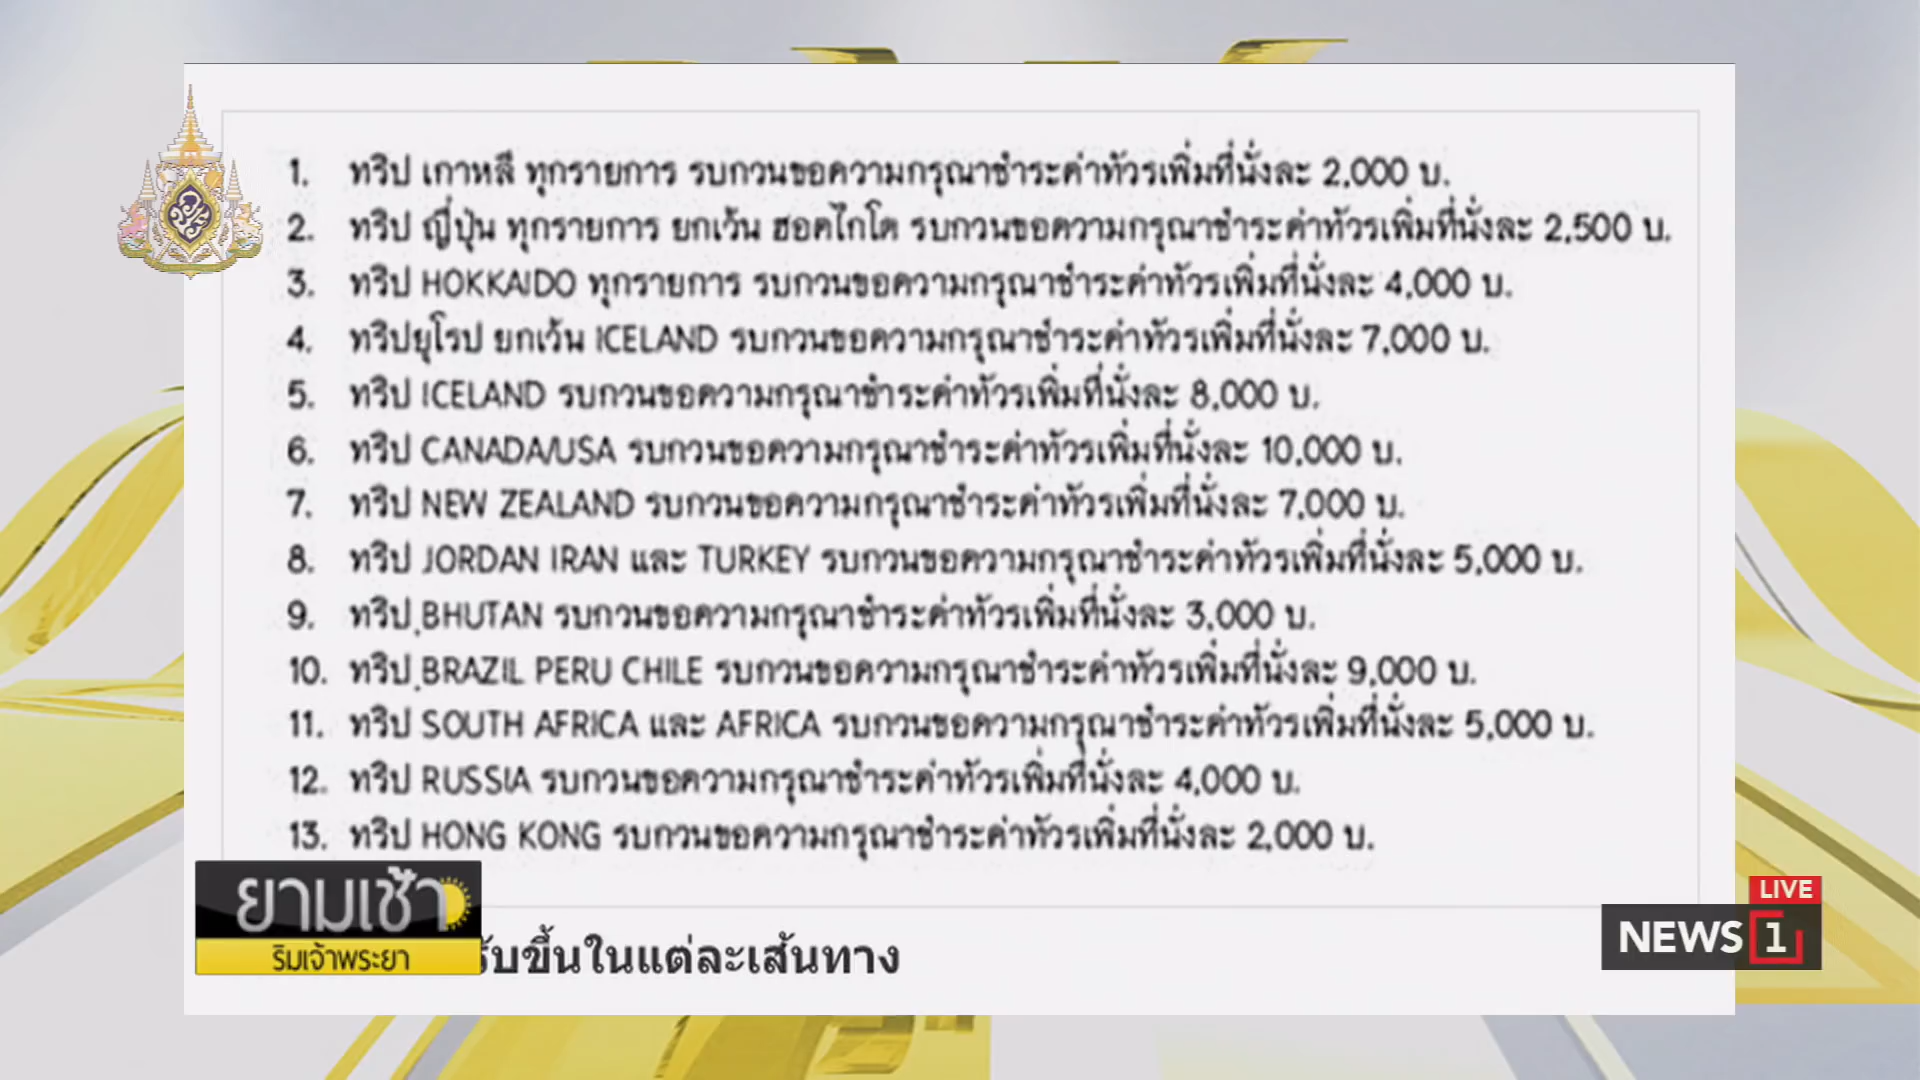 1. ทริป เกาหลี ทุกรายการ รบกวนขอความกรุณาชำระค่าทัวร์เพิ่มที่นั่งละ 2,000 บ.
2. ทริป ญี่ปุ่น ทุกรายการ ยกเว้น ฮอคไกโด รบกวนขอความกรุณาชำระค่าทัวร์เพิ่มที่นั่งละ 2,500 บ.
3. ทริป HOKKAIDO ทุกรายการ รบกวนขอความกรุณาชำระค่าทัวร์เพิ่มที่นั่งละ 4,000 บ.
4. ทริปยุโรป ยกเว้น ICELAND รบกวนขอความกรุณาชำระค่าทัวร์เพิ่มที่นั่งละ 7,000 บ.
5. ทริป ICELAND รบกวนขอความกรุณาชำระค่าทัวร์เพิ่มที่นั่งละ 8,000 บ.
6. ทริป CANADA/USA รบกวนขอความกรุณาชำระค่าทัวร์เพิ่มที่นั่งละ 10,000 บ.
7. ทริป NEW ZEALAND รบกวนขอความกรุณาชำระค่าทัวร์เพิ่มที่นั่งละ 7,000 บ.
8. ทริป JORDAN IRAN และ TURKEY รบกวนขอความกรุณาชำระค่าทัวร์เพิ่มที่นั่งละ 5,000 บ.
9. ทริป BHUTAN รบกวนขอความกรุณาชำระค่าทัวร์เพิ่มที่นั่งละ 3,000 บ.
10. ทริป BRAZIL PERU CHILE รบกวนขอความกรุณาชำระค่าทัวร์เพิ่มที่นั่งละ 9,000 บ.
11. ทริป SOUTH AFRICA และ AFRICA รบกวนขอความกรุณาชำระค่าทัวร์เพิ่มที่นั่งละ 5,000 บ.
12. ทริป RUSSIA รบกวนขอความกรุณาชำระค่าทัวร์เพิ่มที่นั่งละ 4,000 บ.
13. ทริป HONG KONG รบกวนขอความกรุณาชำระค่าทัวร์เพิ่มที่นั่งละ 2,000 บ.
ยามเช้า
ริมเจ้าพระยา
ขึ้นในแต่ละเส้นทาง
LIVE
NEWS 1